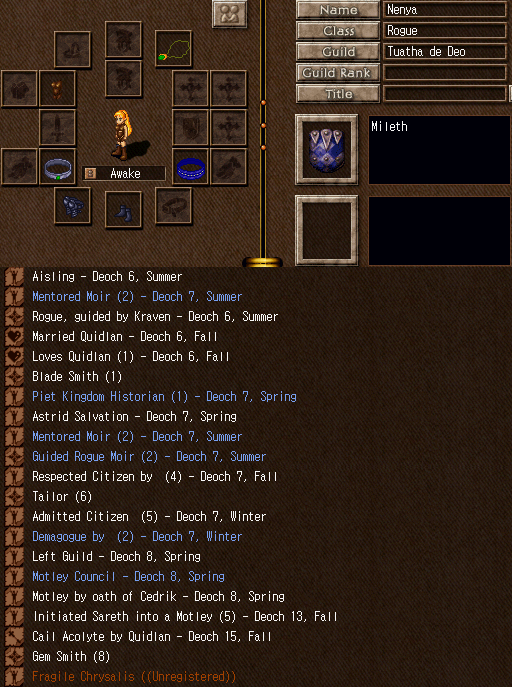 Name Nenya
Class Rogue
Guild Tuatha de Deo
Guild Rank
Title
Mileth
Awake
Aisling - Deoch 6, Summer
Mentored Moir (2) - Deoch 7, Summer
Rogue, guided by Kraven - Deoch 6, Summer
Married Quidlan - Deoch 6, Fall
Loves Quidlan (1) - Deoch 6, Fall
Blade Smith (1)
Piet Kingdom Historian (1) - Deoch 7, Spring
Astrid Salvation - Deoch 7, Spring
Mentored Moir (2) - Deoch 7, Summer
Guided Rogue Moir (2) - Deoch 7, Summer
Respected Citizen by  (4) - Deoch 7, Fall
Tailor (6)
Admitted Citizen  (5) - Deoch 7, Winter
Demagogue by  (2) - Deoch 7, Winter
Left Guild - Deoch 8, Spring
Motley Council - Deoch 8, Spring
Motley by oath of Cedrik - Deoch 8, Spring
Initiated Sareth into a Motley (5) - Deoch 13, Fall
Cail Acolyte by Quidlan - Deoch 15, Fall
Gem Smith (8)
Fragile Chrysalis ((Unregistered))